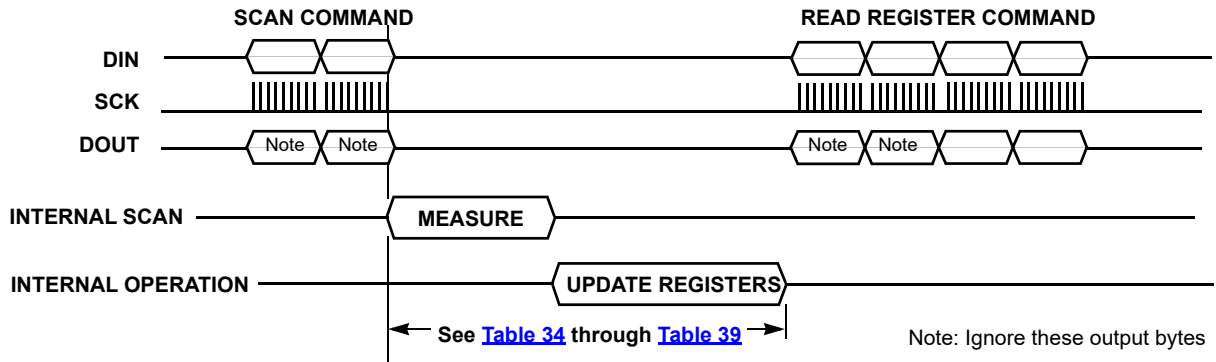 SCAN COMMAND READ REGISTER COMMAND
DIN
SCK
DOUT Note Note Note Note
INTERNAL SCAN MEASURE
INTERNAL OPERATION UPDATE REGISTERS
See Table 34 through Table 39
Note: Ignore these output bytes